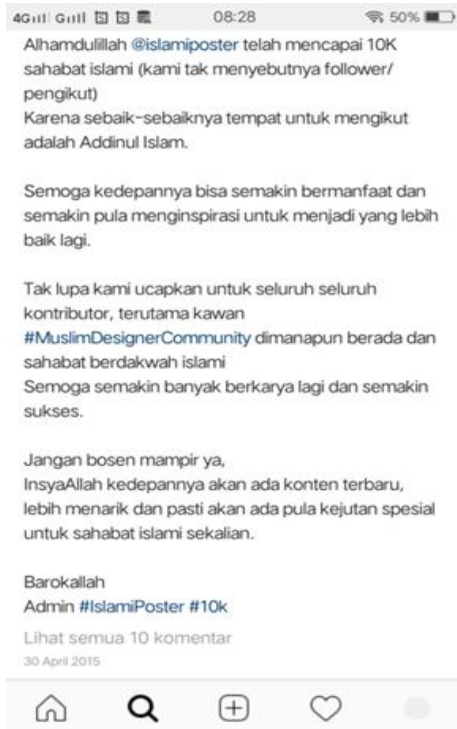 4G G 08:28 50%
Alhamdulillah @islamiposter telah mencapai 10K
sahabat islami (kami tak menyebutnya follower/
pengikut)
Karena sebaik-sebaiknya tempat untuk mengikut
adalah Addinul Islam.
Semoga kedepannya bisa semakin bermanfaat dan
semakin pula menginspirasi untuk menjadi yang lebih
baik lagi.
Tak lupa kami ucapkan untuk seluruh seluruh
kontributor, terutama kawan
#MuslimDesignerCommunity dimanapun berada dan
sahabat berdakwah islami
Semoga semakin banyak berkarya lagi dan semakin
sukses.
Jangan bosen mampir ya,
InsyaAllah kedepannya akan ada konten terbaru,
lebih menarik dan pasti akan ada pula kejutan spesial
untuk sahabat islami sekalian.
Barokallah
Admin #IslamiPoster #10k
Lihat semua 10 komentar
30 April 2015